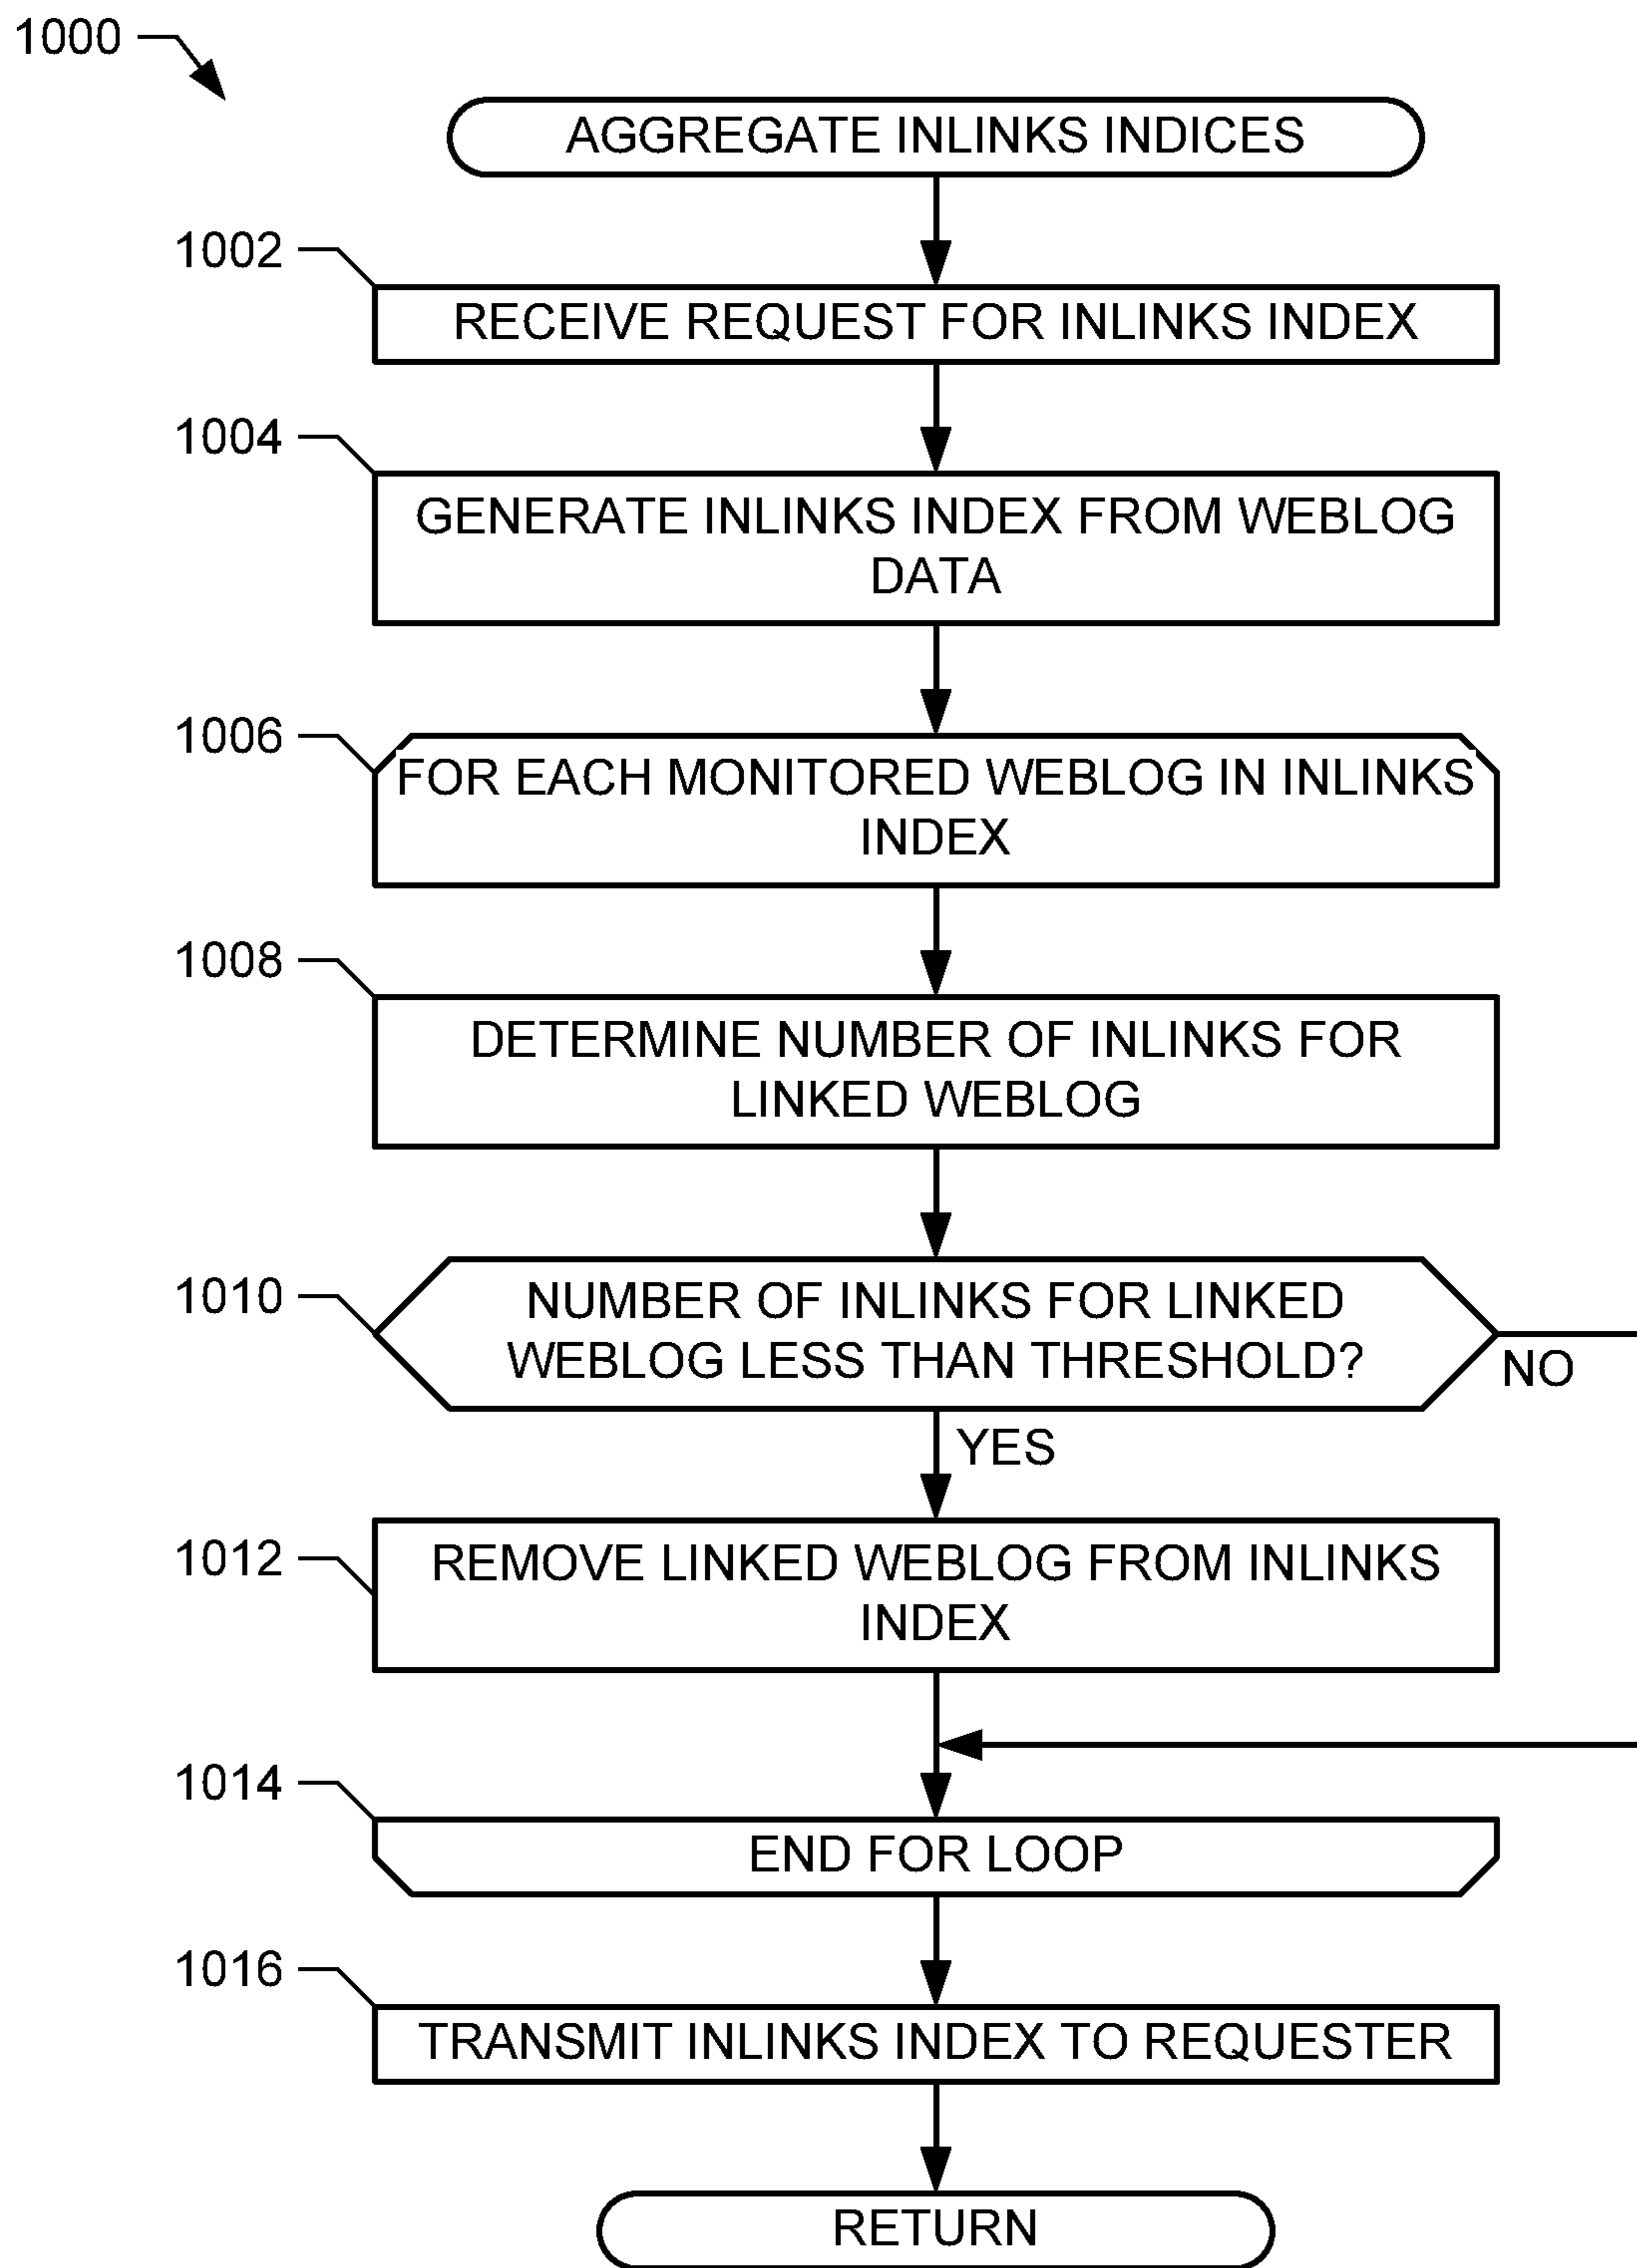 1000
AGGREGATE INLINKS INDICES
1002
RECEIVE REQUEST FOR INLINKS INDEX
1004
GENERATE INLINKS INDEX FROM WEBLOG
DATA
1006
FOR EACH MONITORED WEBLOG IN INLINKS
INDEX
1008
DETERMINE NUMBER OF INLINKS FOR
LINKED WEBLOG
1010
NUMBER OF INLINKS FOR LINKED
WEBLOG LESS THAN THRESHOLD?
NO
YES
1012
REMOVE LINKED WEBLOG FROM INLINKS
INDEX
1014
END FOR LOOP
1016
TRANSMIT INLINKS INDEX TO REQUESTER
RETURN